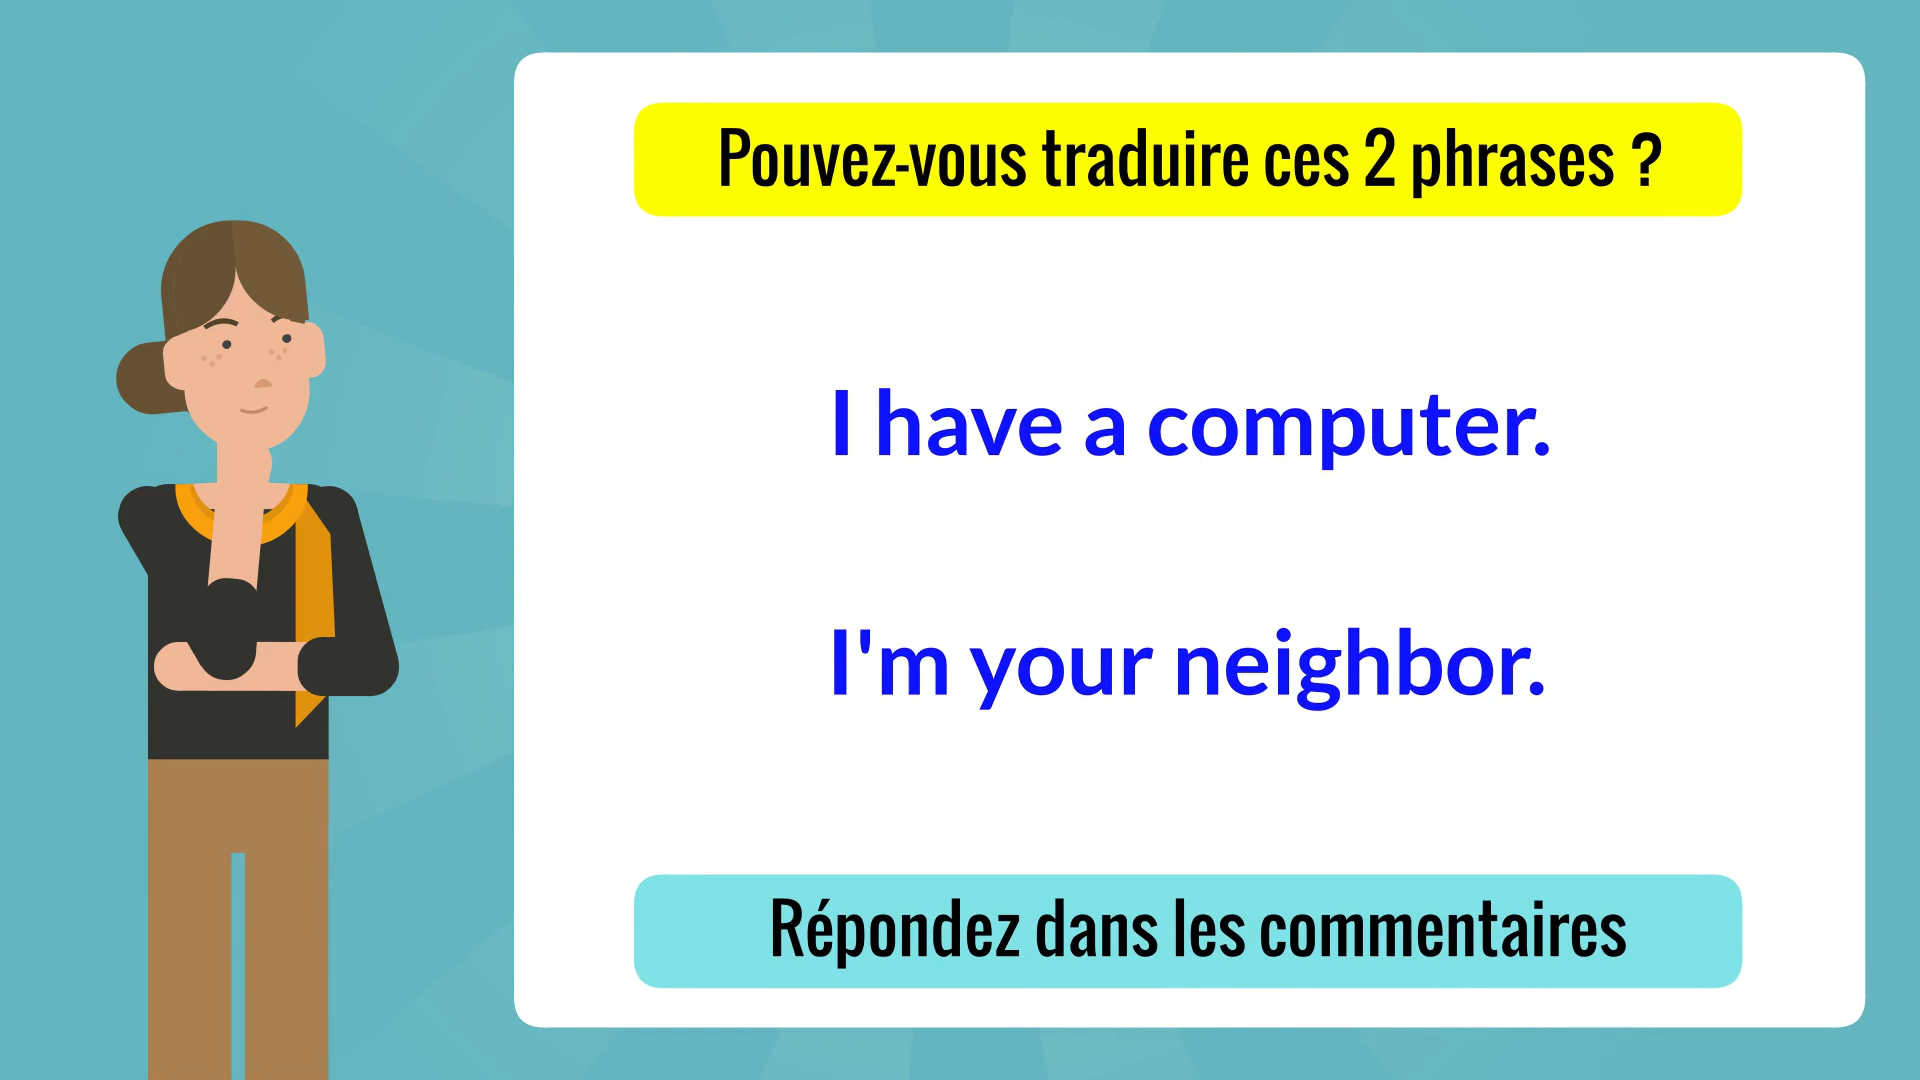 Pouvez-vous traduire ces 2 phrases ?
I have a computer.
I'm your neighbor.
Répondez dans les commentaires